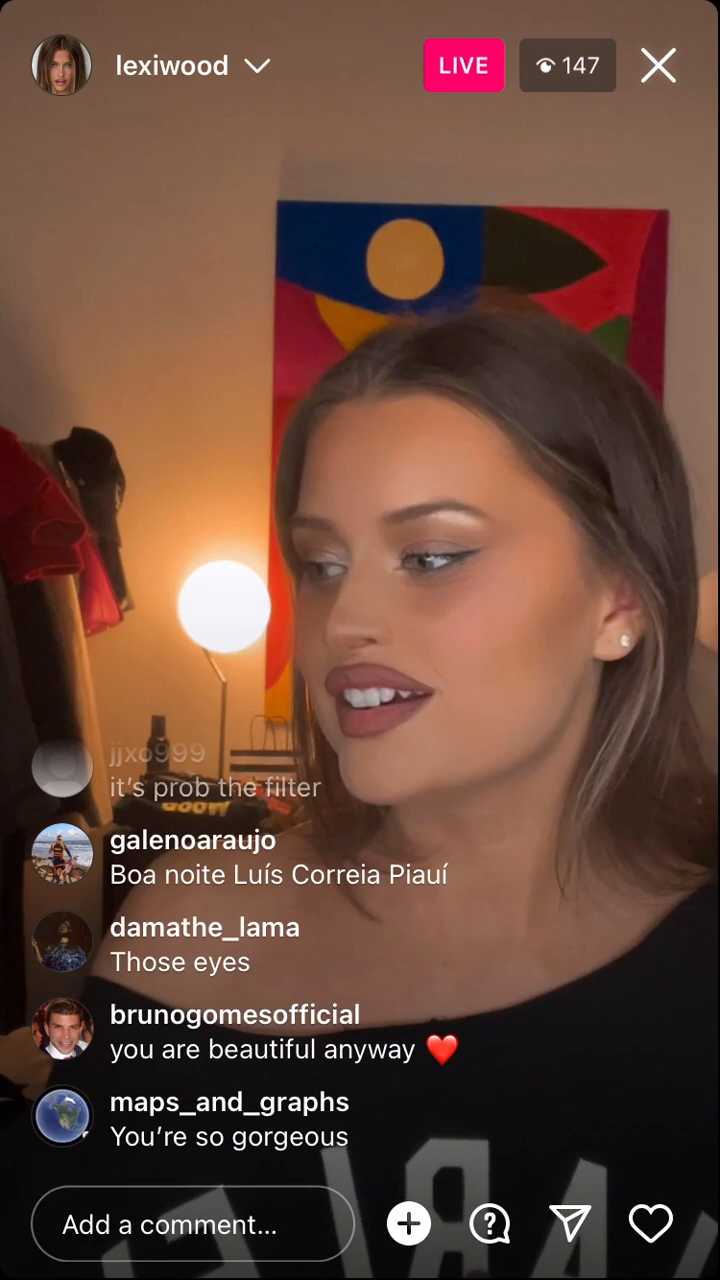 lexiwood
LIVE
147
jjxo999
it’s prob the filter
galenoaraujo
Boa noite Luís Correia Piauí
damathe_lama
Those eyes
brunogomesofficial
you are beautiful anyway ❤️
maps_and_graphs
You’re so gorgeous
Add a comment...